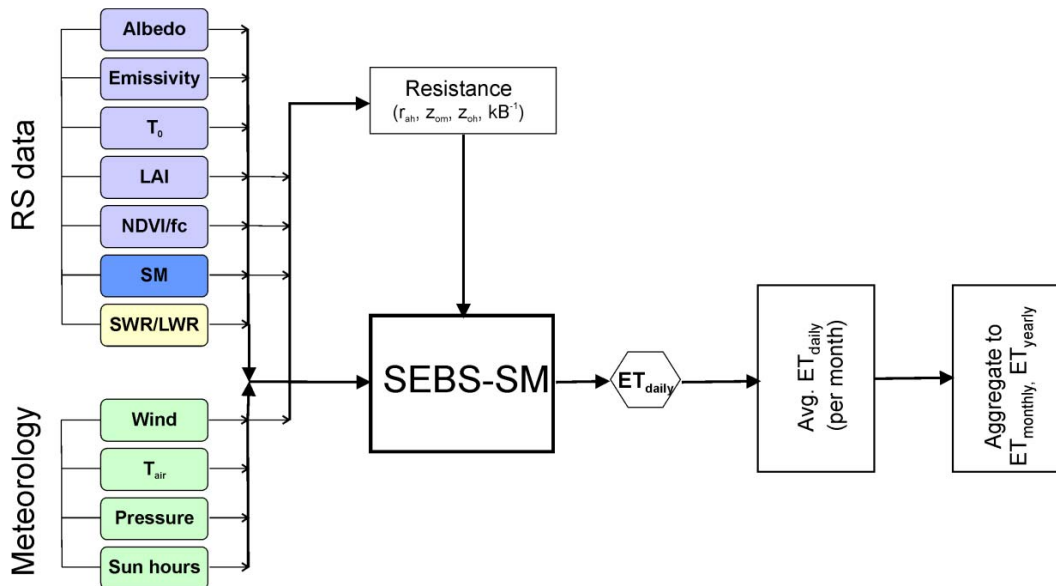 RS data
Albedo
Emissivity
T₀
LAI
NDVI/fc
SM
SWR/LWR
Meteorology
Wind
Tair
Pressure
Sun hours
Resistance
(rah, zom, zoh, kB⁻¹)
SEBS-SM
ETdaily
Avg. ETdaily
(per month)
Aggregate to
ETmonthly, ETyearly